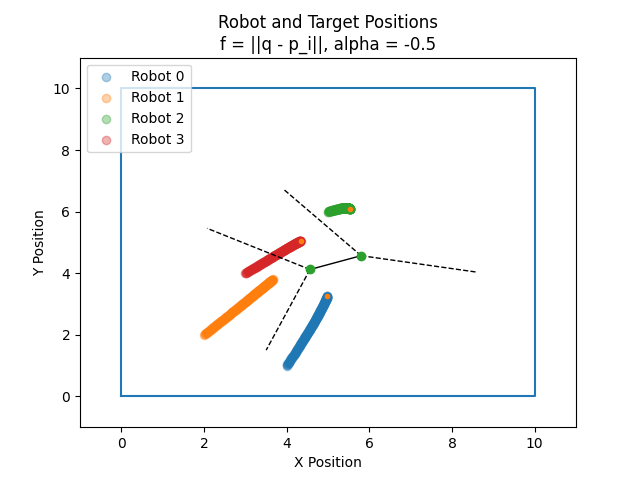 Robot and Target Positions
f = ||q - p_i||, alpha = -0.5
Robot 0
Robot 1
Robot 2
Robot 3
10
8
6
4
2
0
Y Position
0 2 4 6 8 10
X Position